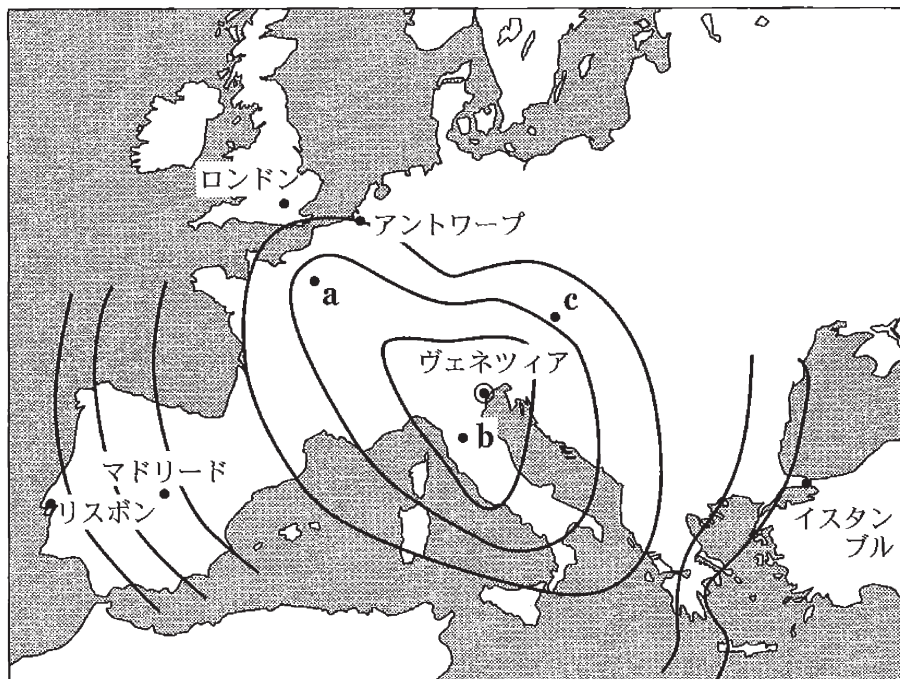 ロンドン
アントワープ
a
c
ヴェネツィア
b
マドリード
リスボン
イスタン
ブル